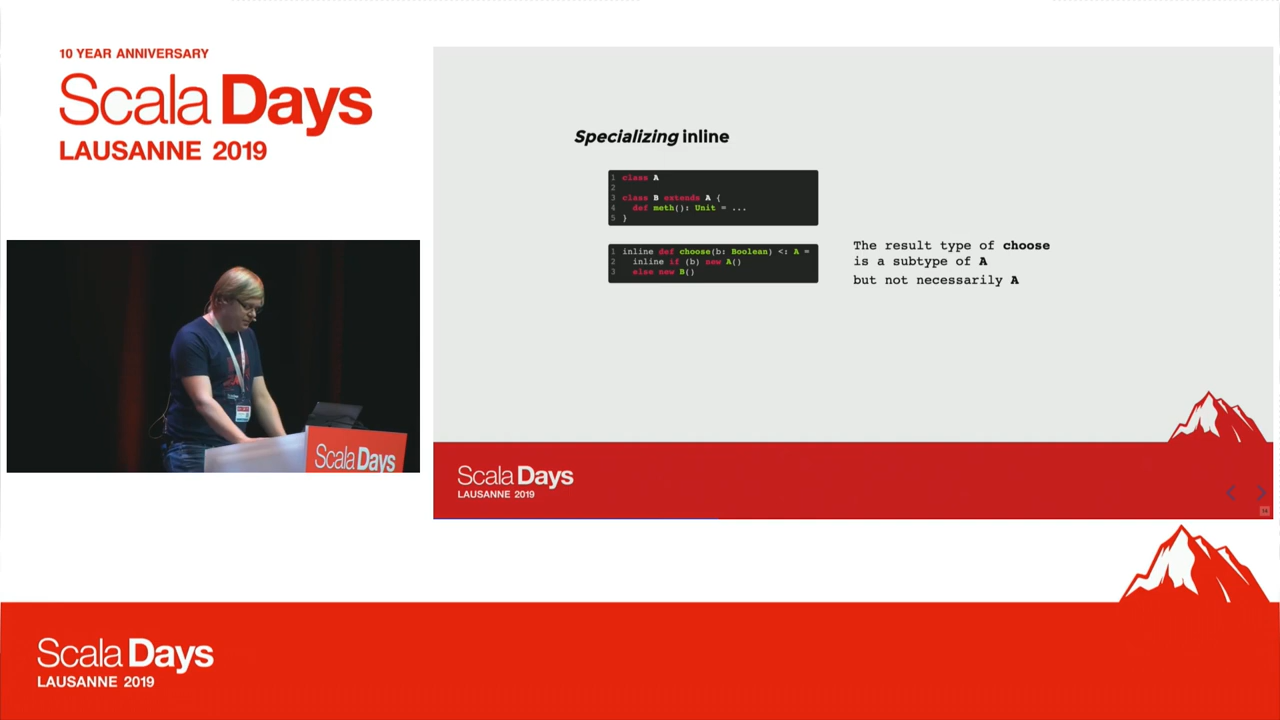 10 YEAR ANNIVERSARY
Scala Days
LAUSANNE 2019
Specializing inline
1 class A
2
3 class B extends A {
4 def meth(): Unit = ...
5 }
1 inline def choose(b: Boolean) <: A =
2 inline if (b) new A()
3 else new B()
The result type of choose
is a subtype of A
but not necessarily A
Scala Days
Scala Days
LAUSANNE 2019
14
Scala Days
LAUSANNE 2019